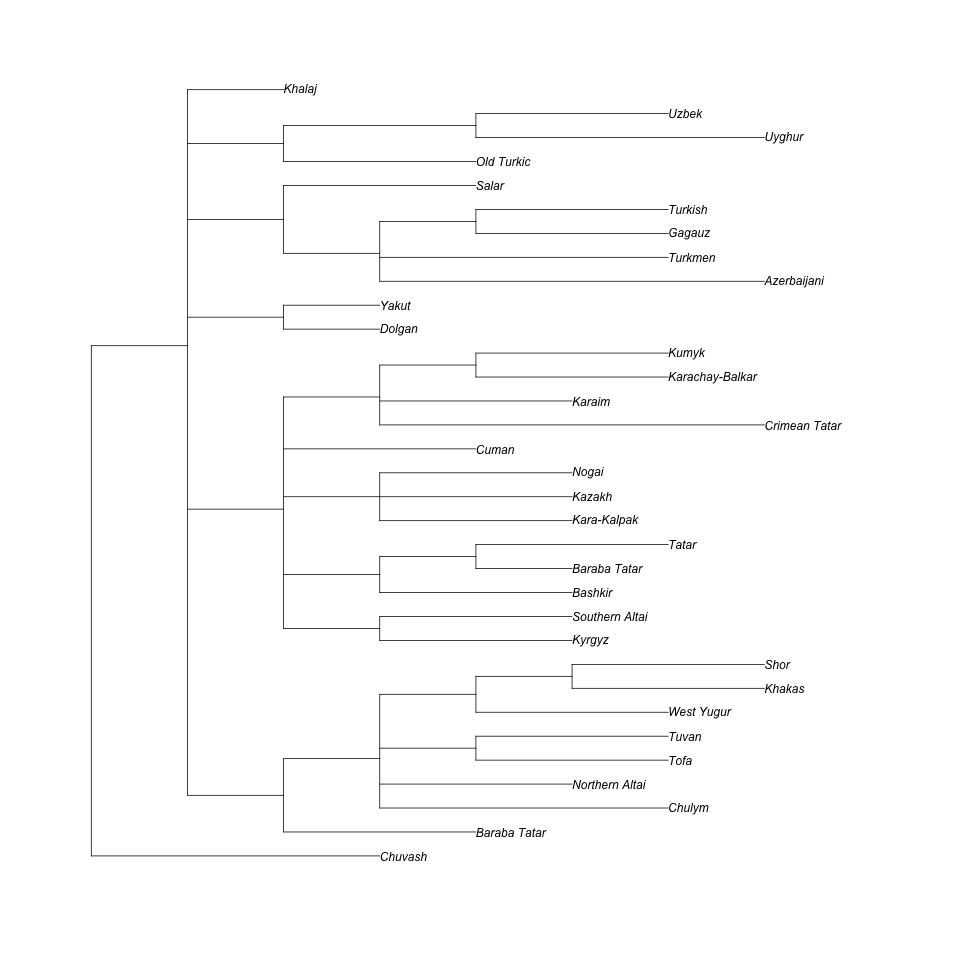 Khalaj
Uzbek
Uyghur
Old Turkic
Salar
Turkish
Gagauz
Turkmen
Azerbaijani
Yakut
Dolgan
Kumyk
Karachay-Balkar
Karaim
Crimean Tatar
Cuman
Nogai
Kazakh
Kara-Kalpak
Tatar
Baraba Tatar
Bashkir
Southern Altai
Kyrgyz
Shor
Khakas
West Yugur
Tuvan
Tofa
Northern Altai
Chulym
Baraba Tatar
Chuvash